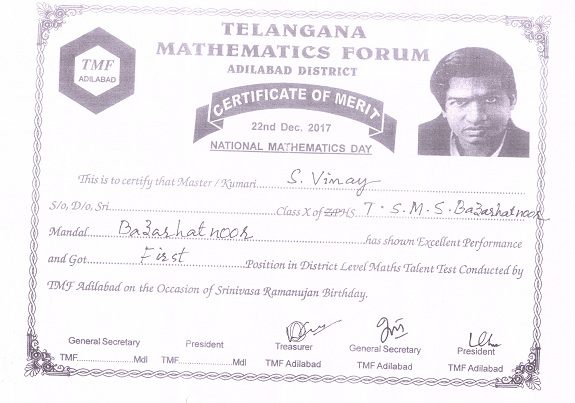 TELANGANA
MATHEMATICS FORUM
ADILABAD DISTRICT
TMF
ADILABAD
CERTIFICATE OF MERIT
22nd Dec. 2017
NATIONAL MATHEMATICS DAY
This is to certify that Master / Kumari.....S. Vinay.....
S/o, D/o, Sri..........Class X of ZPHS. T.S.M.S. Bazarhatnoor
Mandal.....Bazarhatnoor.....has shown Excellent Performance
and Got.....First.....Position in District Level Maths Talent Test Conducted by
TMF Adilabad on the Occasion of Srinivasa Ramanujan Birthday.
General Secretary President Treasurer General Secretary President
TMF..........Mdl TMF..........Mdl TMF Adilabad TMF Adilabad TMF Adilabad